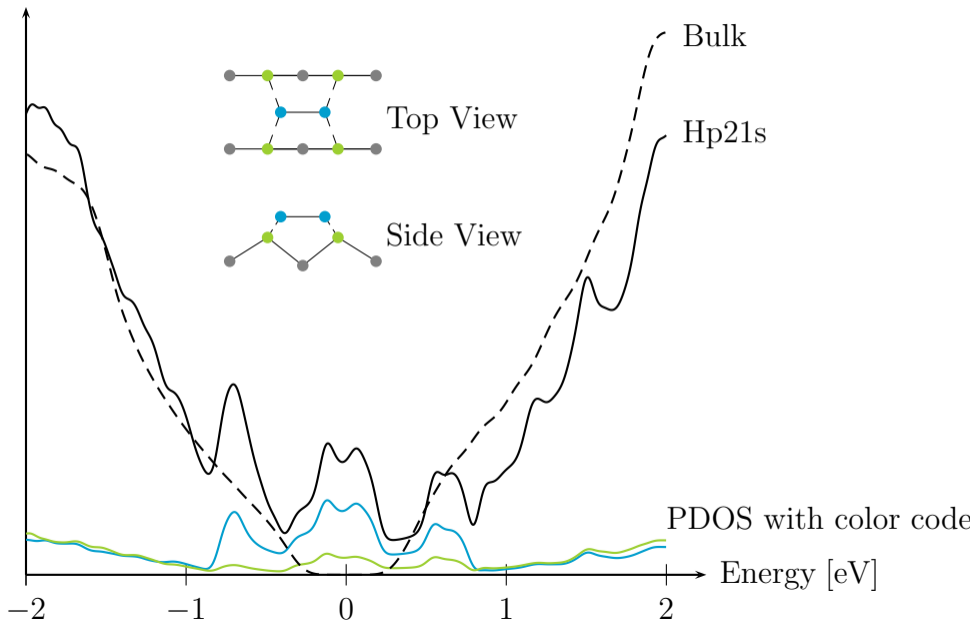 Bulk
Hp21s
Top View
Side View
PDOS with color code
Energy [eV]
−2 −1 0 1 2